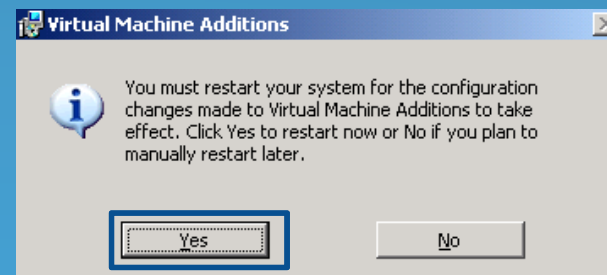 Virtual Machine Additions
You must restart your system for the configuration
changes made to Virtual Machine Additions to take
effect. Click Yes to restart now or No if you plan to
manually restart later.
Yes
No